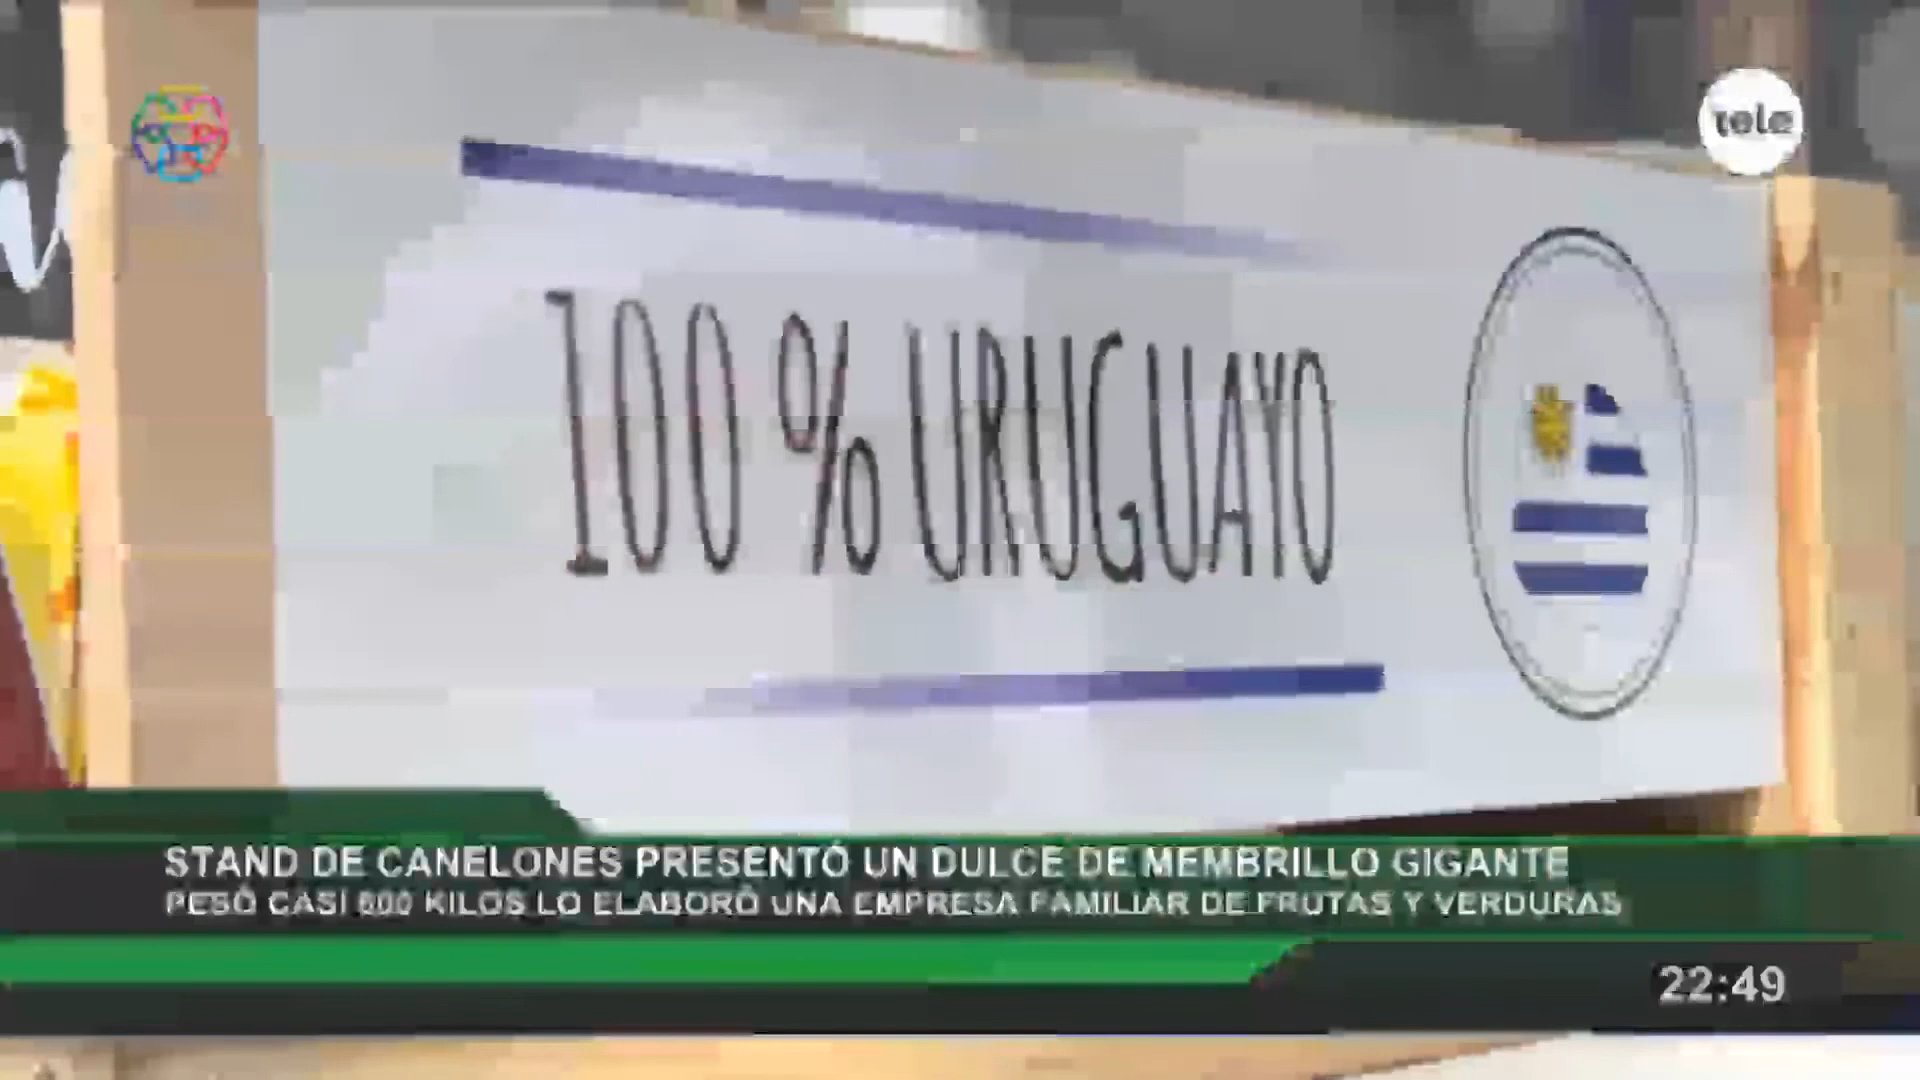 tele
100 % URUGUAYO
STAND DE CANELONES PRESENTÓ UN DULCE DE MEMBRILLO GIGANTE
PESÓ CASI KILOS LO ELABORÓ UNA EMPRESA FAMILIAR DE FRUTAS Y VERDURAS
22:49